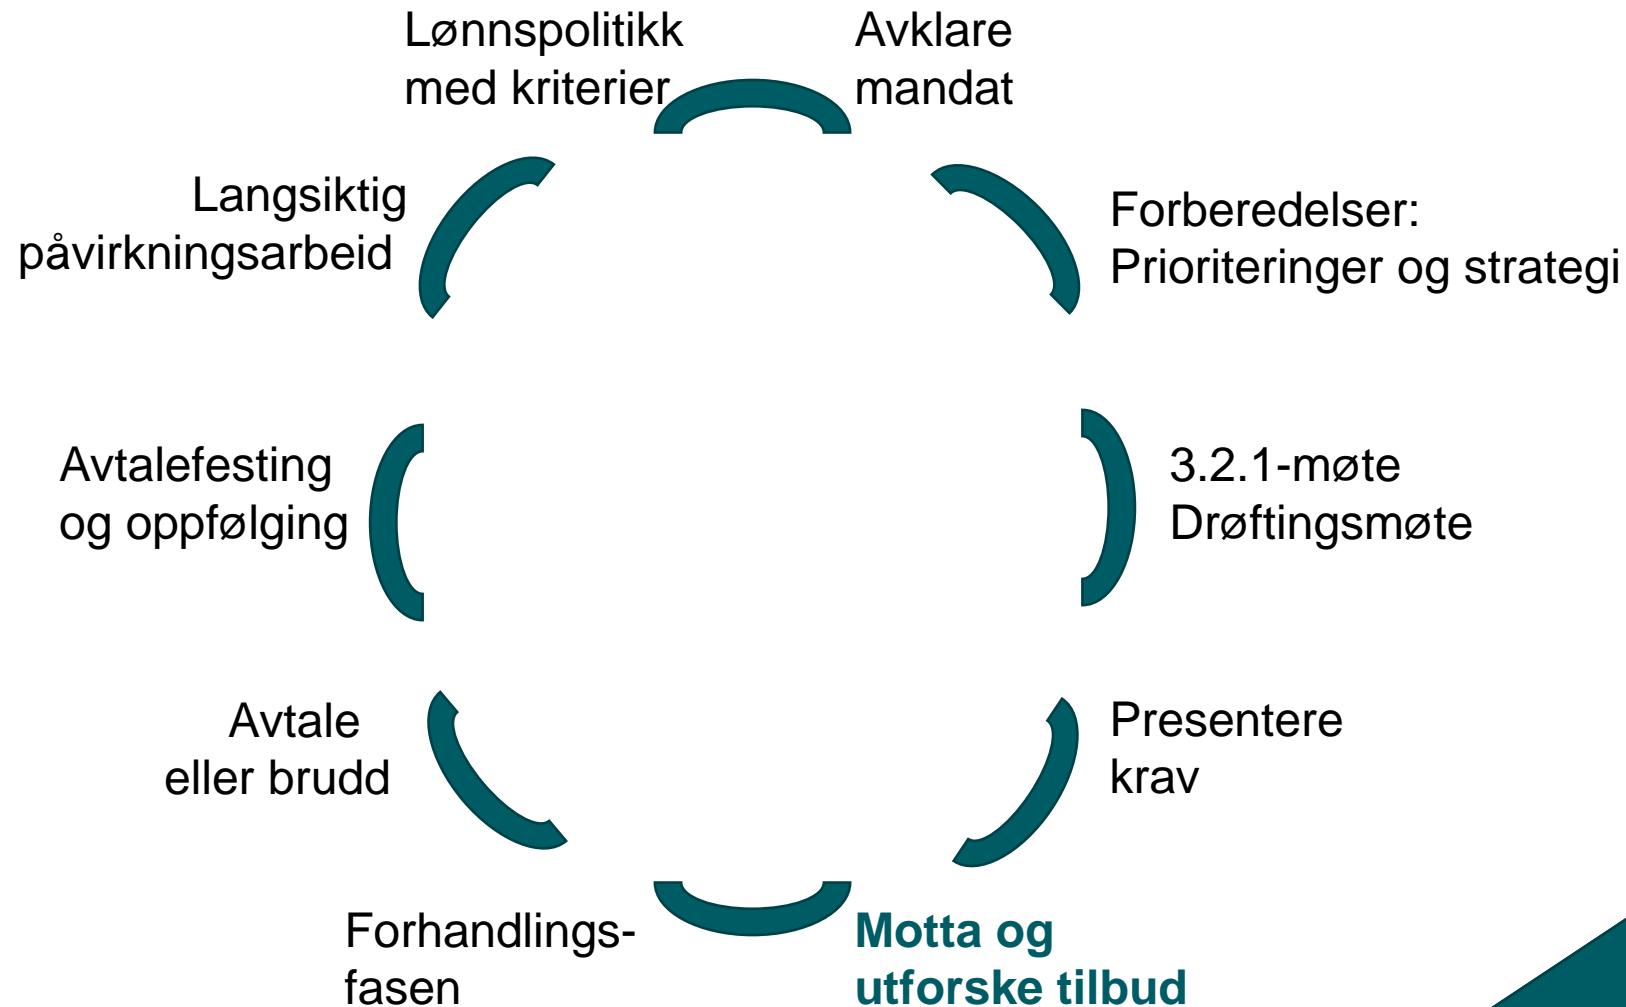 Lønnspolitikk
med kriterier
Avklare
mandat
Forberedelser:
Prioriteringer og strategi
3.2.1-møte
Drøftingsmøte
Presentere
krav
Motta og
utforske tilbud
Forhandlings-
fasen
Avtale
eller brudd
Avtalefesting
og oppfølging
Langsiktig
påvirkningsarbeid